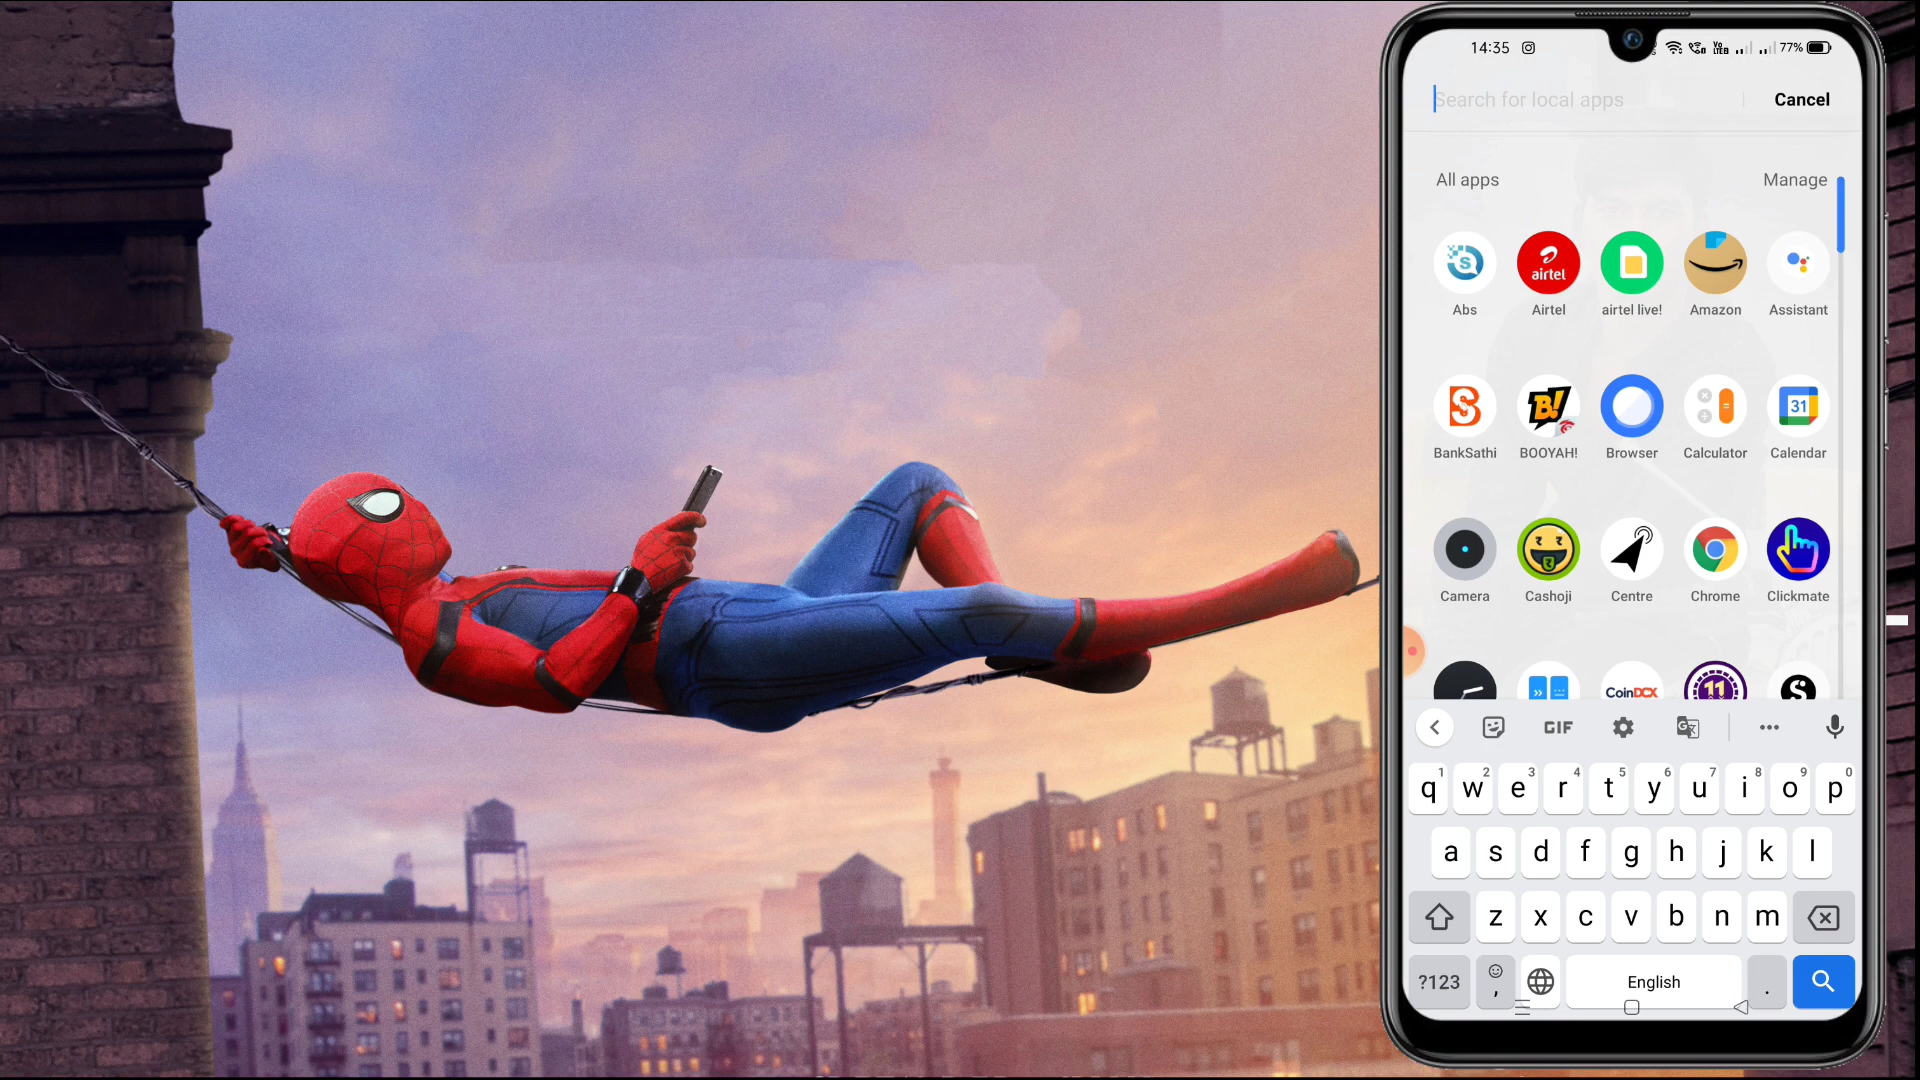 14:35 77%
Search for local apps Cancel
All apps Manage
airtel
Abs Airtel airtel live! Amazon Assistant
B! 31
BankSathi BOOYAH! Browser Calculator Calendar
Camera Cashoji Centre Chrome Clickmate
CoinDCX 11
GIF
1 2 3 4 5 6 7 8 9 0
q w e r t y u i o p
a s d f g h j k l
z x c v b n m
?123 , English .